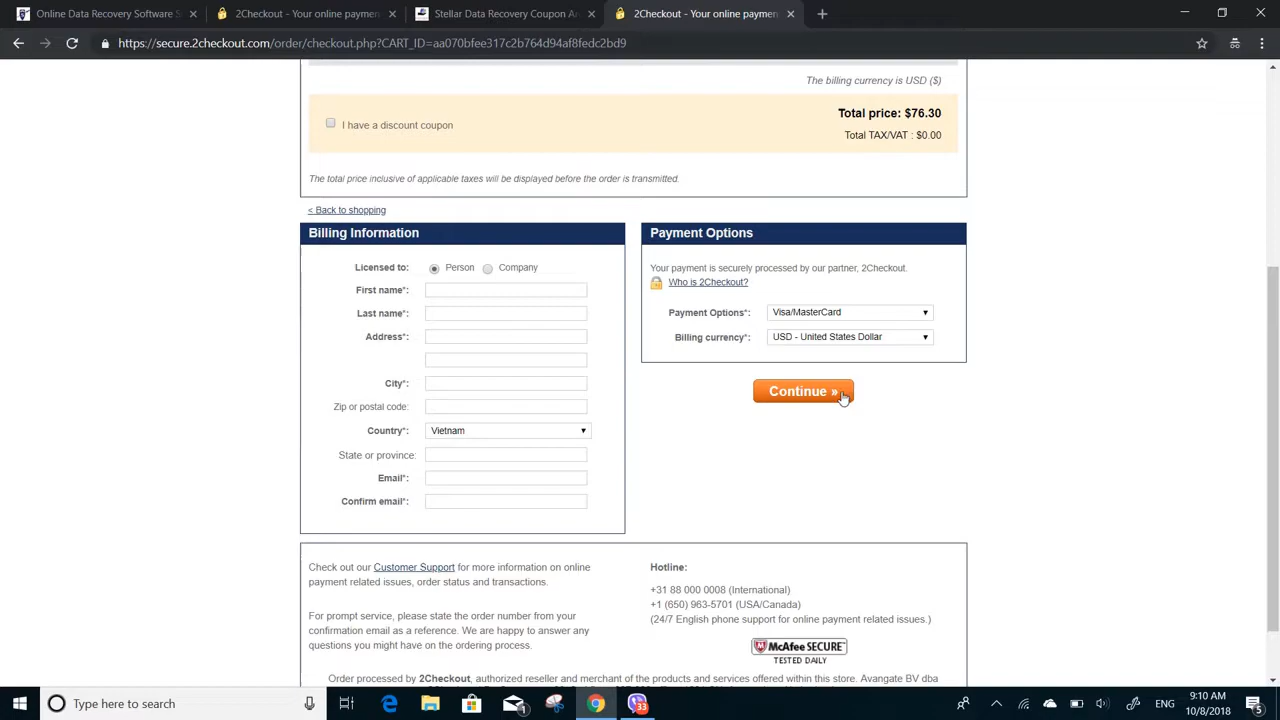 Data Recovery Software S
2Checkout - Your online paymen
Stellar Data Recovery Coupon An
2Checkout - Your online paymen
https://secure.2checkout.com/order/checkout.php?CART_ID=aa070bfee317c2b764d94af8fedc2bd9
The billing currency is USD ($)
I have a discount coupon
Total price: $76.30
Total TAX/VAT : $0.00
The total price inclusive of applicable taxes will be displayed before the order is transmitted.
< Back to shopping
Billing Information
Licensed to:
Person
Company
First name*:
Last name*:
Address*:
City*:
Zip or postal code:
Country*:
Vietnam
State or province:
Email*:
Confirm email*:
Payment Options
Your payment is securely processed by our partner, 2Checkout.
Who is 2Checkout?
Payment Options*:
Visa/MasterCard
Billing currency*:
USD - United States Dollar
Continue »
Check out our Customer Support for more information on online
payment related issues, order status and transactions.
For prompt service, please state the order number from your
confirmation email as a reference. We are happy to answer any
questions you might have on the ordering process.
Hotline:
+31 88 000 0008 (International)
+1 (650) 963-5701 (USA/Canada)
(24/7 English phone support for online payment related issues.)
McAfee SECURE
TESTED DAILY
Order processed by 2Checkout, authorized reseller and merchant of the products and services offered within this store. Avangate BV dba
Type here to search
33
ENG
9:10 AM
10/8/2018
5